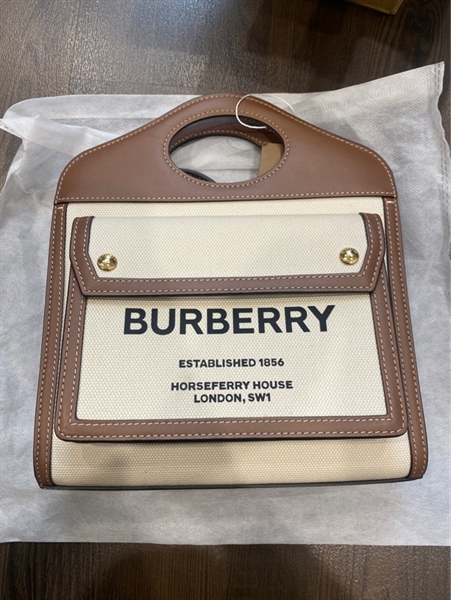 BURBERRY
ESTABLISHED 1856
HORSEFERRY HOUSE
LONDON, SW1